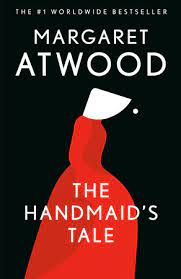 THE #1 WORLDWIDE BESTSELLER
MARGARET
ATWOOD
THE
HANDMAID'S
TALE